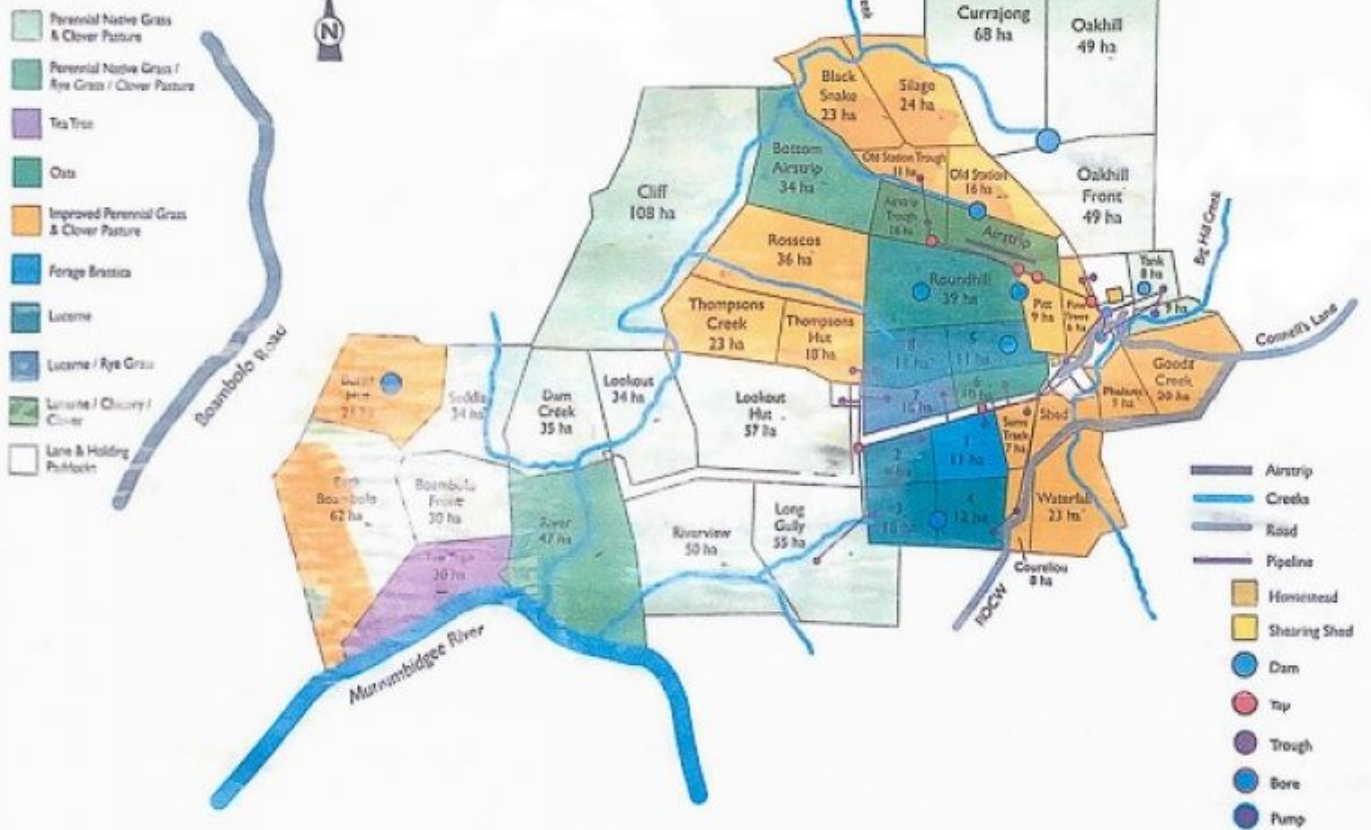 Perennial Native Grass
& Clover Pasture
Perennial Native Grass /
Rye Grass / Clover Pasture
Tea Tree
Oats
Improved Perennial Grass
& Clover Pasture
Forage Brassica
Lucerne
Lucerne / Rye Grass
Lucerne / Chicory /
Clover
Lane & Holding
Paddocks
N
Boambolo Road
Currajong
68 ha
Oakhill
49 ha
Black
Snake
23 ha
Silage
24 ha
Bottom
Airstrip
34 ha
Old Station Trough
11 ha
Old Station
16 ha
Oakhill
Front
49 ha
Cliff
108 ha
Airstrip
Trough
16 ha
Airstrip
Rosscos
36 ha
Roundhill
39 ha
Tank
8 ha
Big Hill Creek
9 ha
9 ha
6 ha
Thompsons
Creek
23 ha
Thompsons
Hut
18 ha
8
11 ha
5
11 ha
Connell's Lane
Goods
Creek
20 ha
34 ha
Dam
Creek
35 ha
Lookout
34 ha
Lookout
Hut
57 ha
7
6
Shed
Track
7 ha
1
11 ha
2
Boambolo
62 ha
Boambolo
Front
30 ha
River
47 ha
Riverview
50 ha
Long
Gully
55 ha
3
4
12 ha
Waterfall
23 ha
30 ha
8 ha
Murrumbidgee River
Airstrip
Creeks
Road
Pipeline
Homestead
Shearing Shed
Dam
Tap
Trough
Bore
Pump